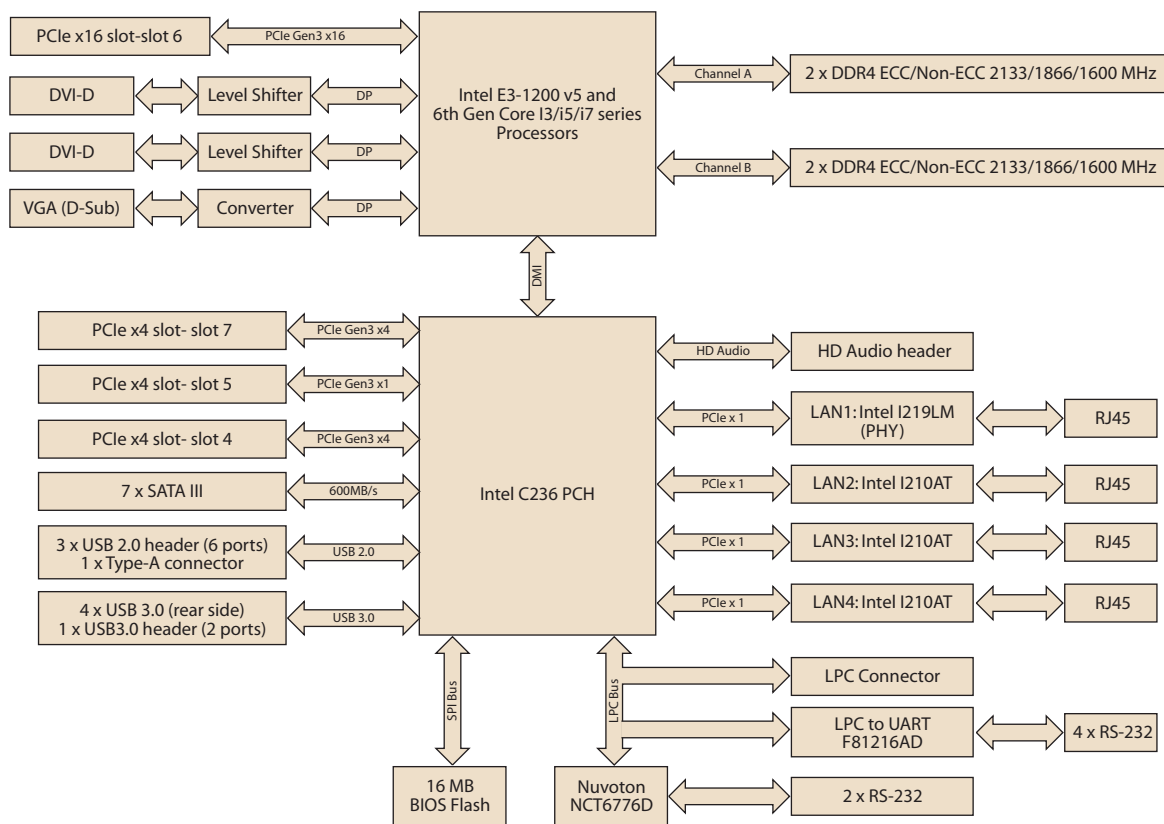 PCIe x16 slot-slot 6
PCIe Gen3 x16
DVI-D
Level Shifter
DP
DVI-D
Level Shifter
DP
VGA (D-Sub)
Converter
DP
Intel E3-1200 v5 and
6th Gen Core I3/i5/i7 series
Processors
Channel A
2 x DDR4 ECC/Non-ECC 2133/1866/1600 MHz
Channel B
2 x DDR4 ECC/Non-ECC 2133/1866/1600 MHz
DMI
PCIe x4 slot- slot 7
PCIe Gen3 x4
PCIe x4 slot- slot 5
PCIe Gen3 x1
PCIe x4 slot- slot 4
PCIe Gen3 x4
7 x SATA III
600MB/s
3 x USB 2.0 header (6 ports)
1 x Type-A connector
USB 2.0
4 x USB 3.0 (rear side)
1 x USB3.0 header (2 ports)
USB 3.0
Intel C236 PCH
HD Audio
HD Audio header
PCIe x 1
LAN1: Intel I219LM
(PHY)
RJ45
PCIe x 1
LAN2: Intel I210AT
RJ45
PCIe x 1
LAN3: Intel I210AT
RJ45
PCIe x 1
LAN4: Intel I210AT
RJ45
SPI Bus
LPC Bus
LPC Connector
LPC to UART
F81216AD
4 x RS-232
16 MB
BIOS Flash
Nuvoton
NCT6776D
2 x RS-232